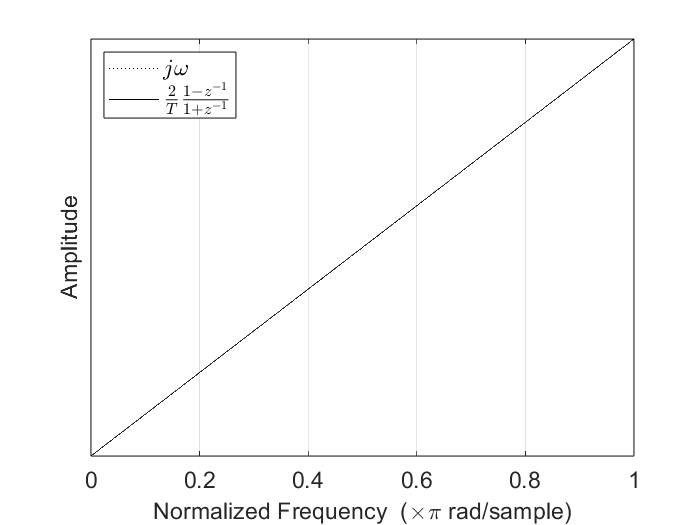 jω
2/T 1−z⁻¹/1+z⁻¹
Amplitude
0 0.2 0.4 0.6 0.8 1
Normalized Frequency (×π rad/sample)